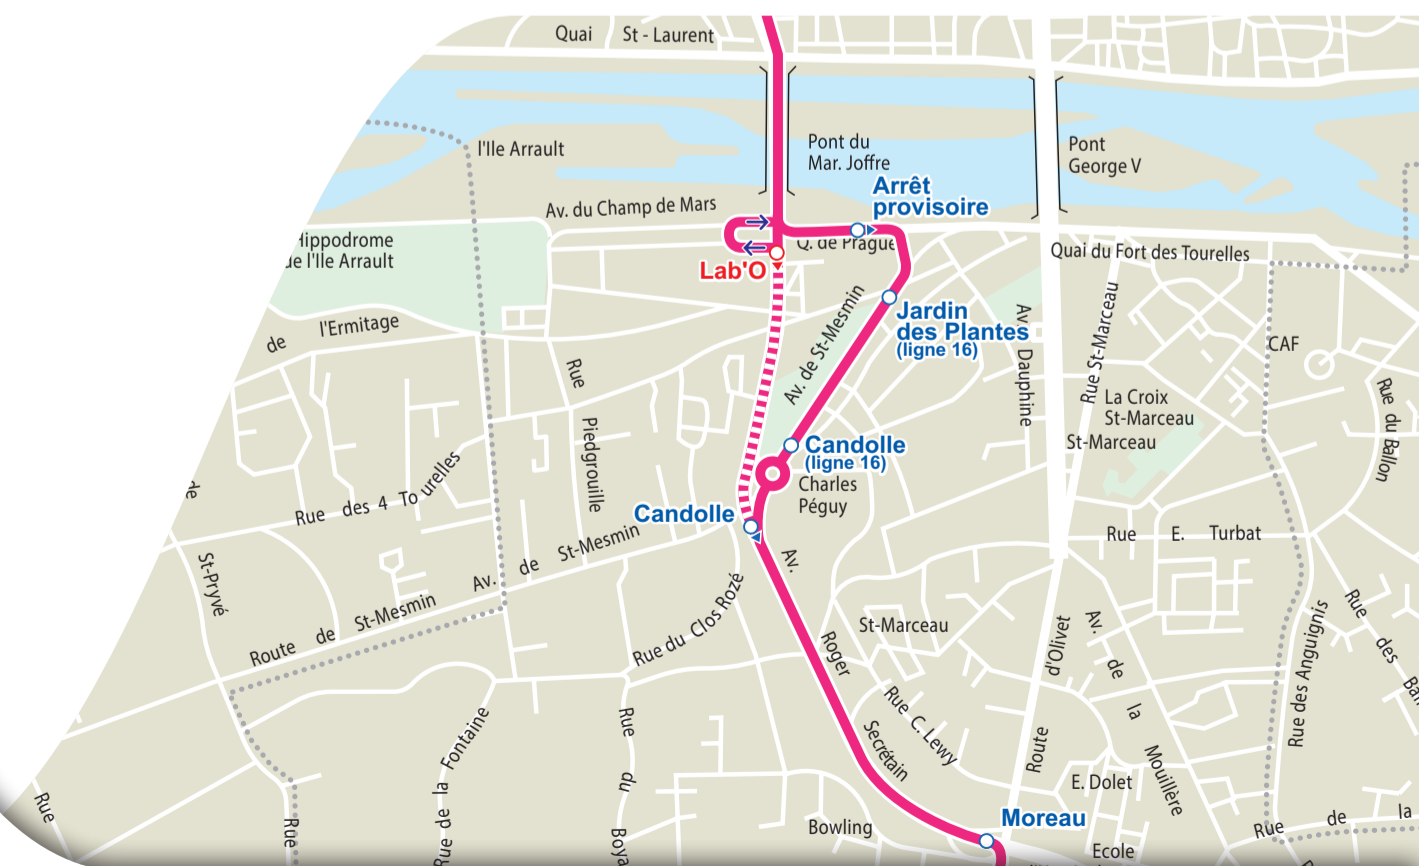 Quai St - Laurent
l'Ile Arrault
Pont du
Mar. Joffre
Pont
George V
Arrêt
provisoire
Av. du Champ de Mars
Hippodrome
de l'Ile Arrault
Q. de Prague
Quai du Fort des Tourelles
Lab'O
de l'Ermitage
Av. de St-Mesmin
Jardin
des Plantes
(ligne 16)
Av. Dauphine
Rue St-Marceau
CAF
La Croix
St-Marceau
St-Marceau
Rue du Ballon
Rue Piedgrouille
Rue des 4 Tourelles
Candolle
(ligne 16)
Charles
Péguy
Candolle
de
St-Pryvé
Route de St-Mesmin
Av. de St-Mesmin
Rue du Clos Rozé
Av. Roger Secrétain
St-Marceau
Rue C. Lewy
Rue E. Turbat
Route d'Olivet
Av. de la Mouillère
Rue des Anguignis
Rue des
Rue de la
E. Dolet
Ecole
Moreau
Bowling
Rue du
Rue de la Fontaine
Rue
Rue